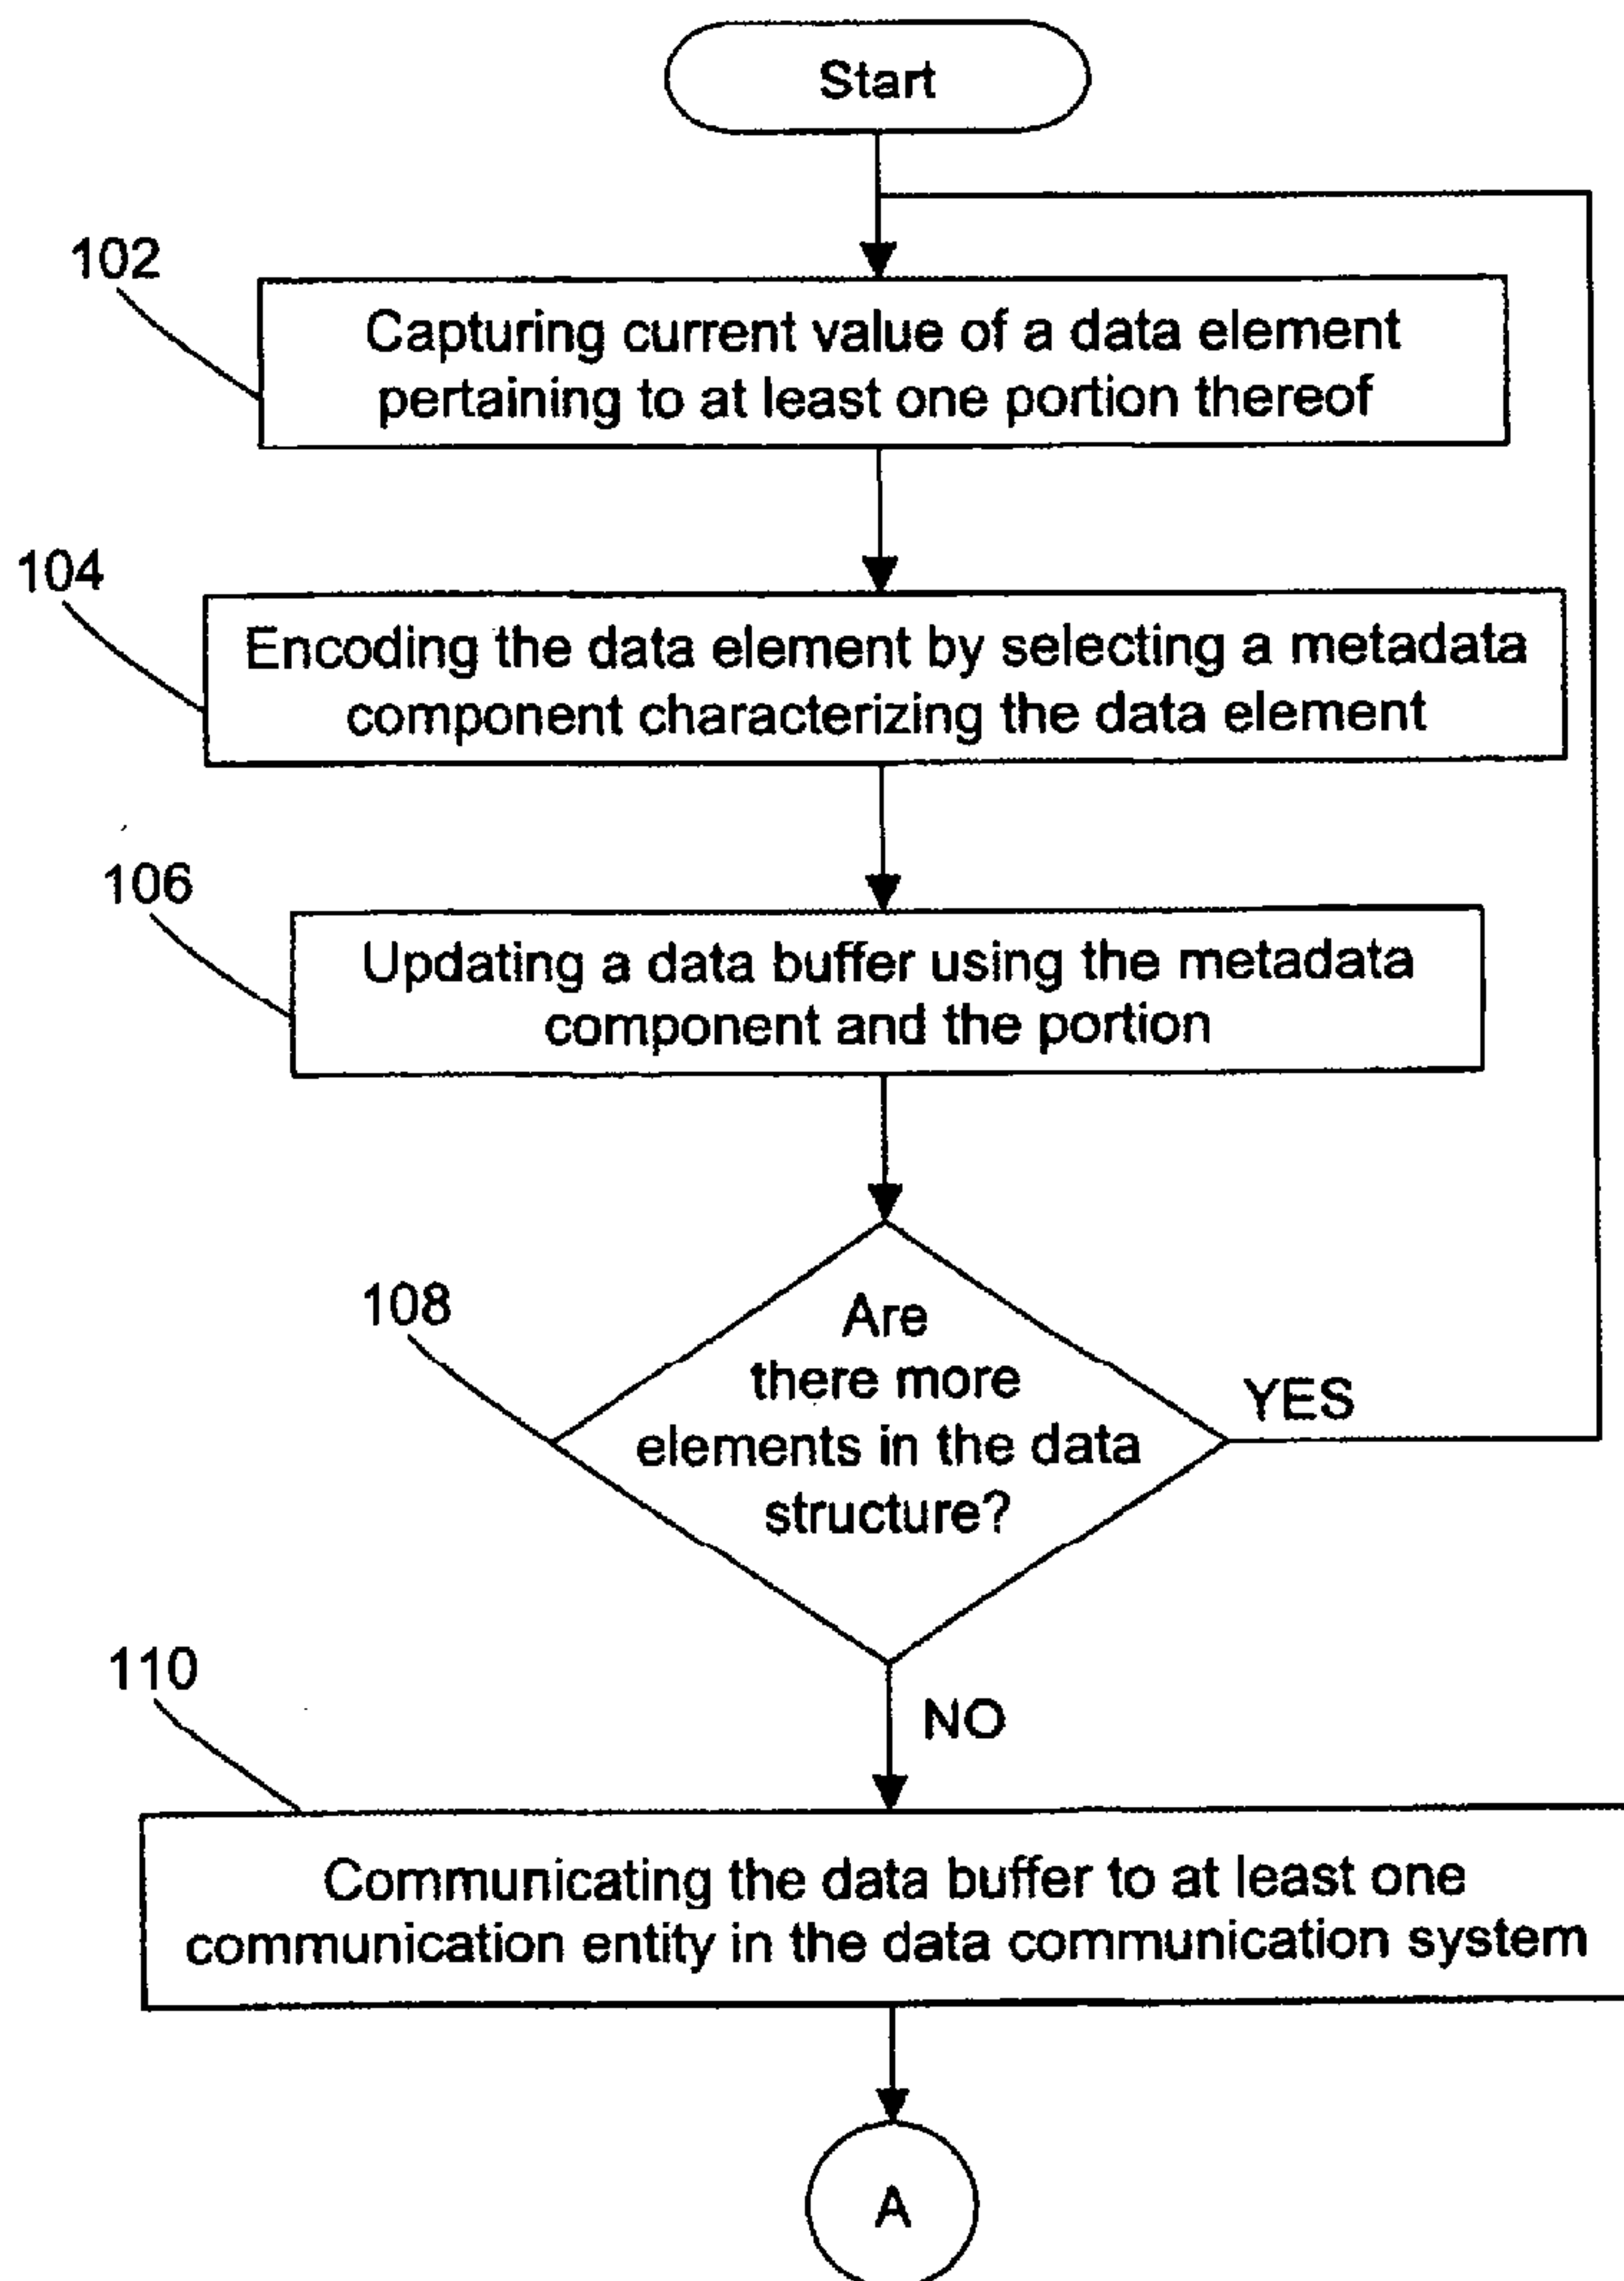 Start
102
Capturing current value of a data element
pertaining to at least one portion thereof
104
Encoding the data element by selecting a metadata
component characterizing the data element
106
Updating a data buffer using the metadata
component and the portion
108
Are
there more
elements in the data
structure?
YES
110
NO
Communicating the data buffer to at least one
communication entity in the data communication system
A